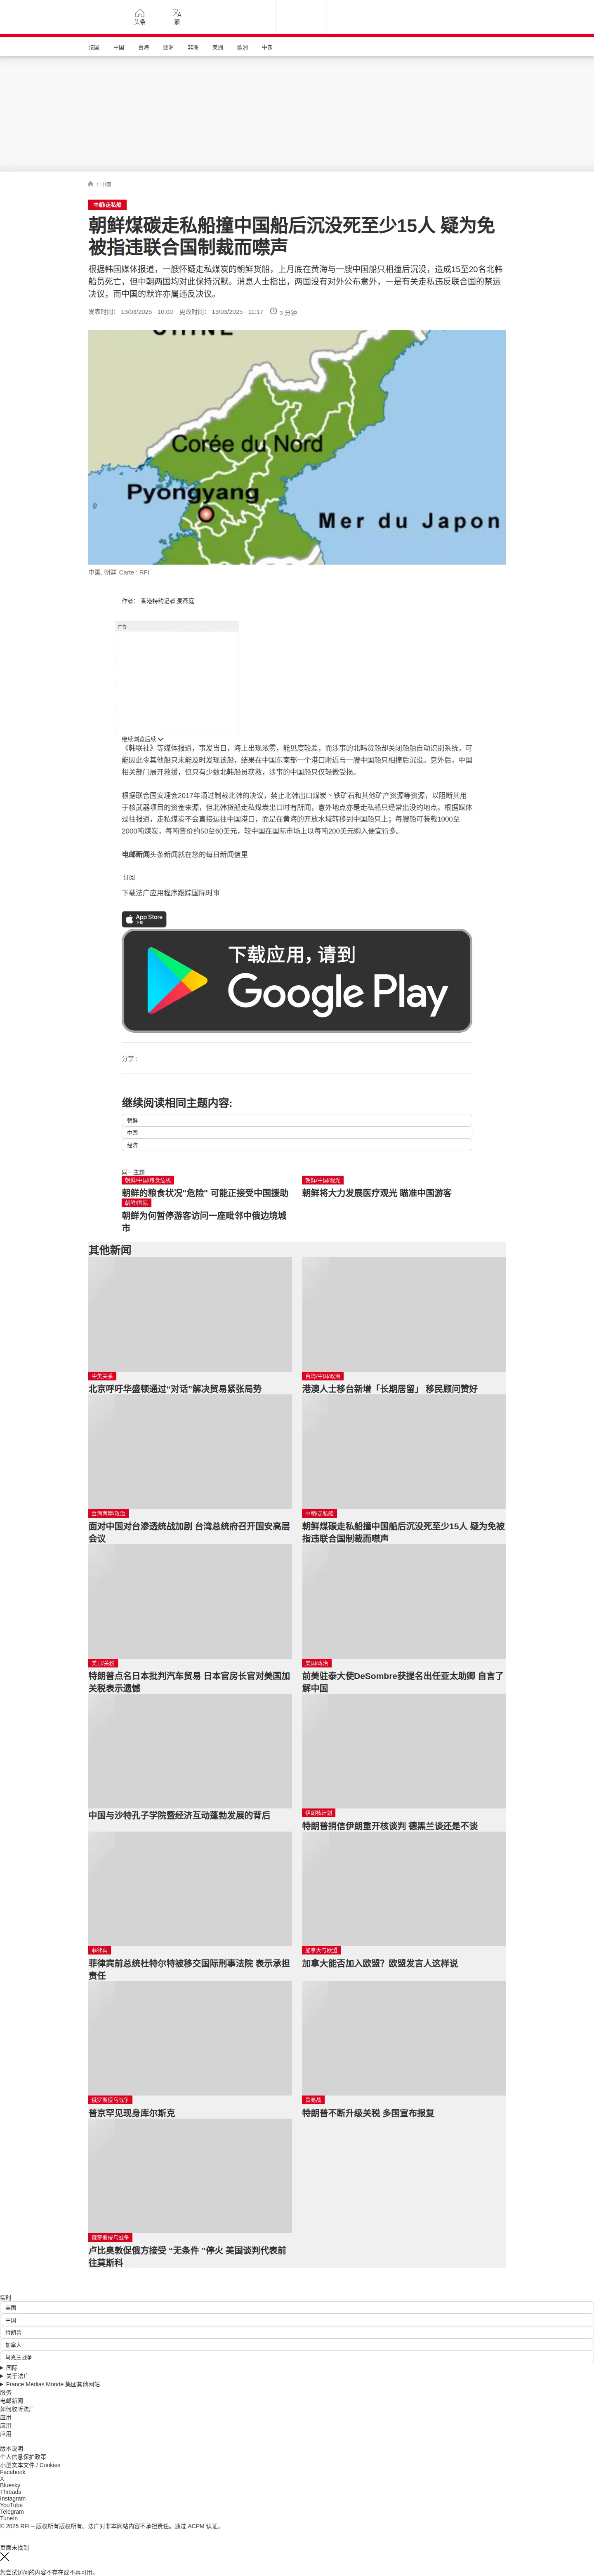 头条
繁
法国
中国
台海
亚洲
非洲
美洲
欧洲
中东
/ 中国
中朝/走私船
朝鲜煤碳走私船撞中国船后沉没死至少15人 疑为免
被指违联合国制裁而噤声
根据韩国媒体报道，一艘怀疑走私煤炭的朝鲜货船，上月底在黄海与一艘中国船只相撞后沉没，造成15至20名北韩
船员死亡，但中朝两国均对此保持沉默。消息人士指出，两国没有对外公布意外，一是有关走私违反联合国的禁运
决议，而中国的默许亦属违反决议。
发表时间： 13/03/2025 - 10:00 更改时间： 13/03/2025 - 11:17 3 分钟
CHINE
Corée du Nord
Pyongyang
Mer du Japon
中国, 朝鲜 Carte : RFI
作者： 香港特约记者 麦燕庭
广告
继续浏览后续
《韩联社》等媒体报道，事发当日，海上出现浓雾，能见度较差，而涉事的北韩货船却关闭船舶自动识别系统，可
能因此令其他船只未能及时发现该船，结果在中国东南部一个港口附近与一艘中国船只相撞后沉没。意外后，中国
相关部门展开救援，但只有少数北韩船员获救，涉事的中国船只仅轻微受损。
根据联合国安理会2017年通过制裁北韩的决议，禁止北韩出口煤炭丶铁矿石和其他矿产资源等资源，以阻断其用
于核武器项目的资金来源，但北韩货船走私煤炭出口时有所闻，意外地点亦是走私船只经常出没的地点。根据媒体
过往报道，走私煤炭不会直接运往中国港口，而是在黄海的开放水域转移到中国船只上；每艘船可装载1000至
2000吨煤炭，每吨售价约50至60美元，较中国在国际市场上以每吨200美元购入便宜得多。
电邮新闻头条新闻就在您的每日新闻信里
订阅
下载法广应用程序跟踪国际时事
App Store
下载
下载应用，请到
Google Play
分享 :
继续阅读相同主题内容:
朝鲜
中国
经济
同一主题
朝鲜/中国/粮食危机
朝鲜的粮食状况"危险" 可能正接受中国援助
朝鲜/中国/观光
朝鲜将大力发展医疗观光 瞄准中国游客
朝鲜/国际
朝鲜为何暂停游客访问一座毗邻中俄边境城
市
其他新闻
中美关系
北京呼吁华盛顿通过“对话”解决贸易紧张局势
台湾/中国/政治
港澳人士移台新增「长期居留」 移民顾问赞好
台海两岸/政治
面对中国对台渗透统战加剧 台湾总统府召开国安高层
会议
中朝/走私船
朝鲜煤碳走私船撞中国船后沉没死至少15人 疑为免被
指违联合国制裁而噤声
美日/关税
特朗普点名日本批判汽车贸易 日本官房长官对美国加
关税表示遗憾
美国/政治
前美驻泰大使DeSombre获提名出任亚太助卿 自言了
解中国
中国与沙特孔子学院暨经济互动蓬勃发展的背后
伊朗核计划
特朗普捎信伊朗重开核谈判 德黑兰谈还是不谈
菲律宾
菲律宾前总统杜特尔特被移交国际刑事法院 表示承担
责任
加拿大与欧盟
加拿大能否加入欧盟？欧盟发言人这样说
俄罗斯侵乌战争
普京罕见现身库尔斯克
贸易战
特朗普不断升级关税 多国宣布报复
俄罗斯侵乌战争
卢比奥敦促俄方接受 “无条件 ”停火 美国谈判代表前
往莫斯科
实时
美国
中国
特朗普
加拿大
乌克兰战争
国际
关于法广
France Médias Monde 集团其他网站
服务
电邮新闻
如何收听法广
应用
应用
应用
版本说明
个人信息保护政策
小型文本文件 / Cookies
Facebook
X
Bluesky
Threads
Instagram
YouTube
Telegram
TuneIn
© 2025 RFI – 版权所有版权所有。法广对非本网站内容不承担责任。通过 ACPM 认证。
页面未找到
您尝试访问的内容不存在或不再可用。